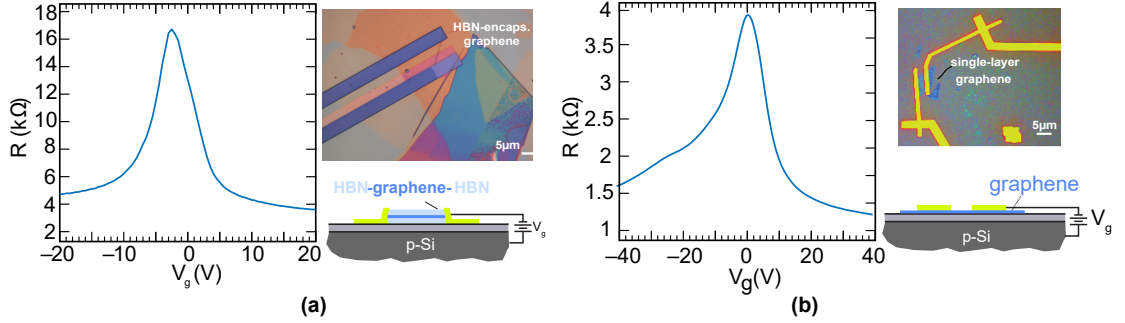 18
16
14
12
10
8
6
4
2
R (kΩ)
−20
−10
0
10
20
Vg (V)
HBN-encaps.
graphene
5μm
HBN-graphene-HBN
Vg
p-Si
(a)
4
3.5
3
2.5
2
1.5
1
R (kΩ)
−40
−20
0
20
40
Vg(V)
single-layer
graphene
5μm
graphene
Vg
p-Si
(b)